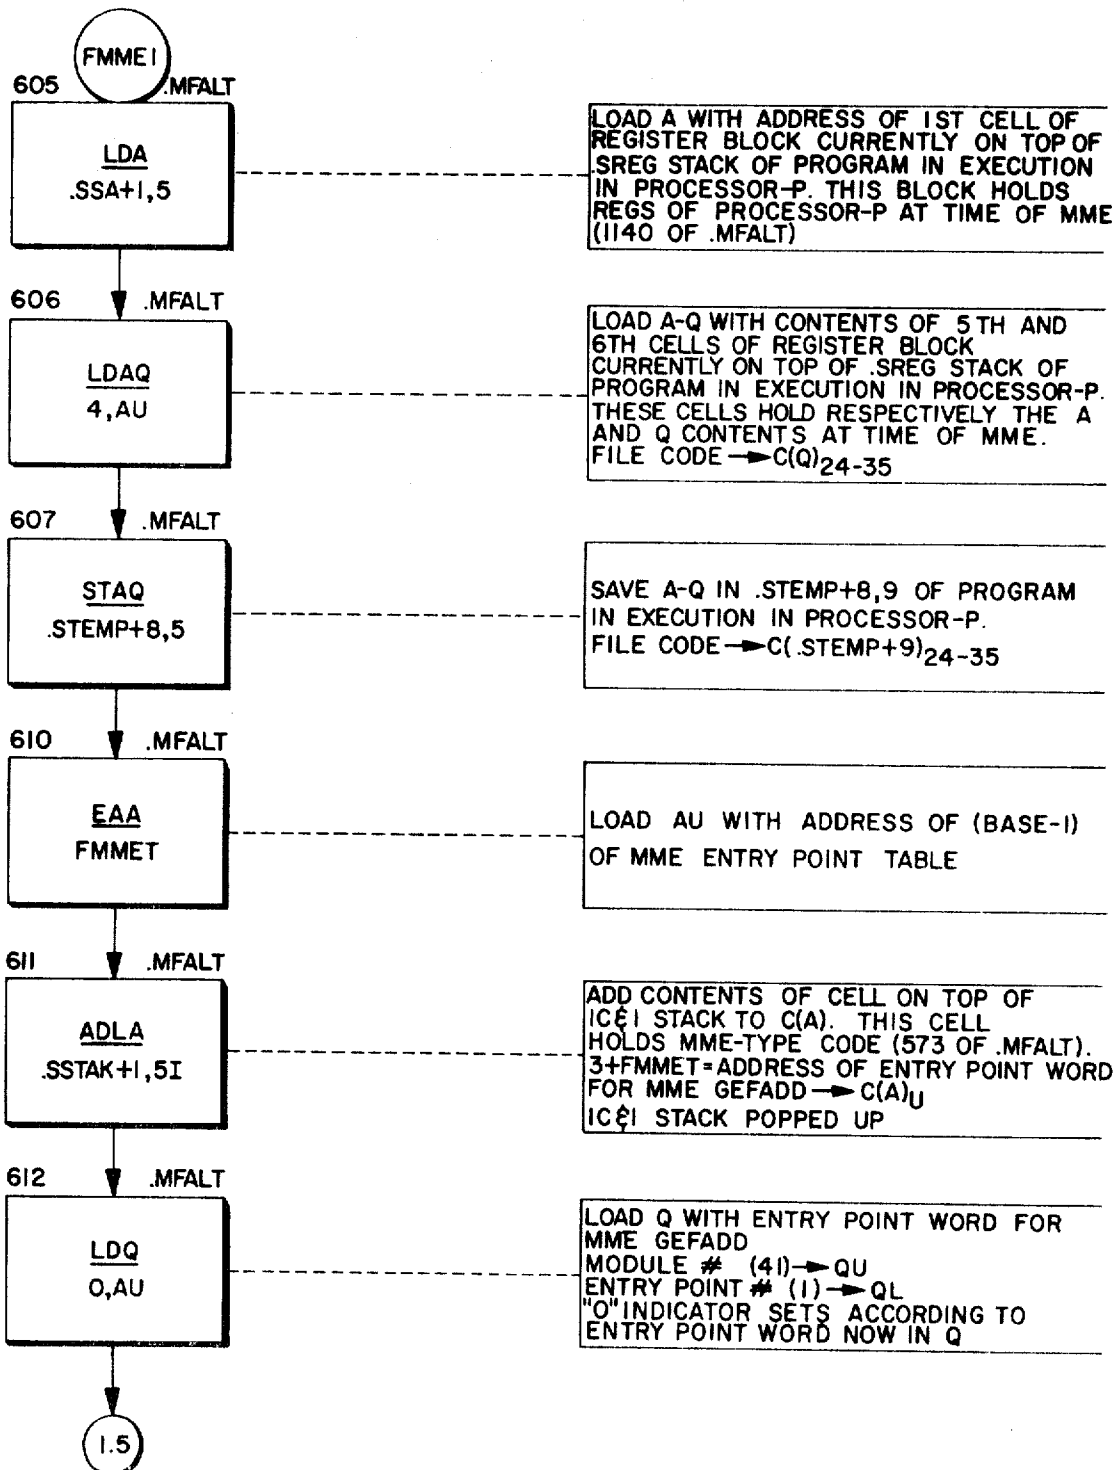 FMME1
605 .MFALT
LDA
.SSA+1,5
LOAD A WITH ADDRESS OF 1ST CELL OF
REGISTER BLOCK CURRENTLY ON TOP OF
.SREG STACK OF PROGRAM IN EXECUTION
IN PROCESSOR-P. THIS BLOCK HOLDS
REGS OF PROCESSOR-P AT TIME OF MME
(1140 OF .MFALT)
606 .MFALT
LDAQ
4,AU
LOAD A-Q WITH CONTENTS OF 5TH AND
6TH CELLS OF REGISTER BLOCK
CURRENTLY ON TOP OF .SREG STACK OF
PROGRAM IN EXECUTION IN PROCESSOR-P.
THESE CELLS HOLD RESPECTIVELY THE A
AND Q CONTENTS AT TIME OF MME.
FILE CODE → C(Q)24-35
607 .MFALT
STAQ
.STEMP+8,5
SAVE A-Q IN .STEMP+8,9 OF PROGRAM
IN EXECUTION IN PROCESSOR-P.
FILE CODE → C(.STEMP+9)24-35
610 .MFALT
EAA
FMMET
LOAD AU WITH ADDRESS OF (BASE-1)
OF MME ENTRY POINT TABLE
611 .MFALT
ADLA
.SSTAK+1,5I
ADD CONTENTS OF CELL ON TOP OF
IC&I STACK TO C(A). THIS CELL
HOLDS MME-TYPE CODE (573 OF .MFALT).
3+FMMET=ADDRESS OF ENTRY POINT WORD
FOR MME GEFADD → C(A)U
IC&I STACK POPPED UP
612 .MFALT
LDQ
0,AU
LOAD Q WITH ENTRY POINT WORD FOR
MME GEFADD
MODULE # (41) → QU
ENTRY POINT # (1) → QL
"0" INDICATOR SETS ACCORDING TO
ENTRY POINT WORD NOW IN Q
1.5